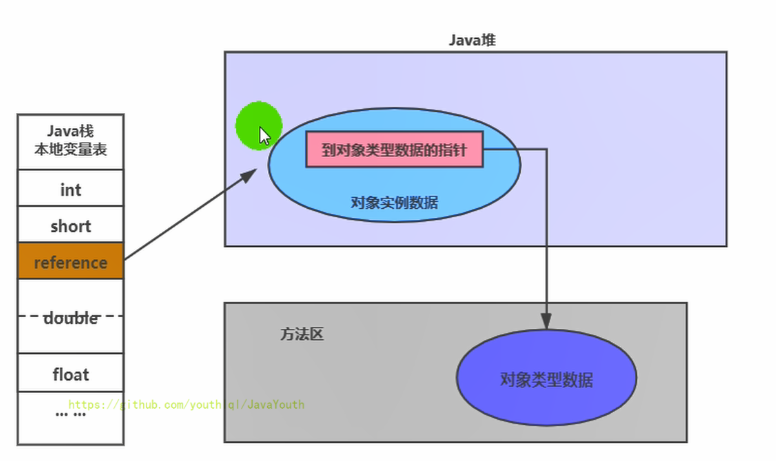 Java堆
Java栈
本地变量表
int
short
reference
double
float
... ...
到对象类型数据的指针
对象实例数据
方法区
对象类型数据
https://github.com/youthlql/JavaYouth